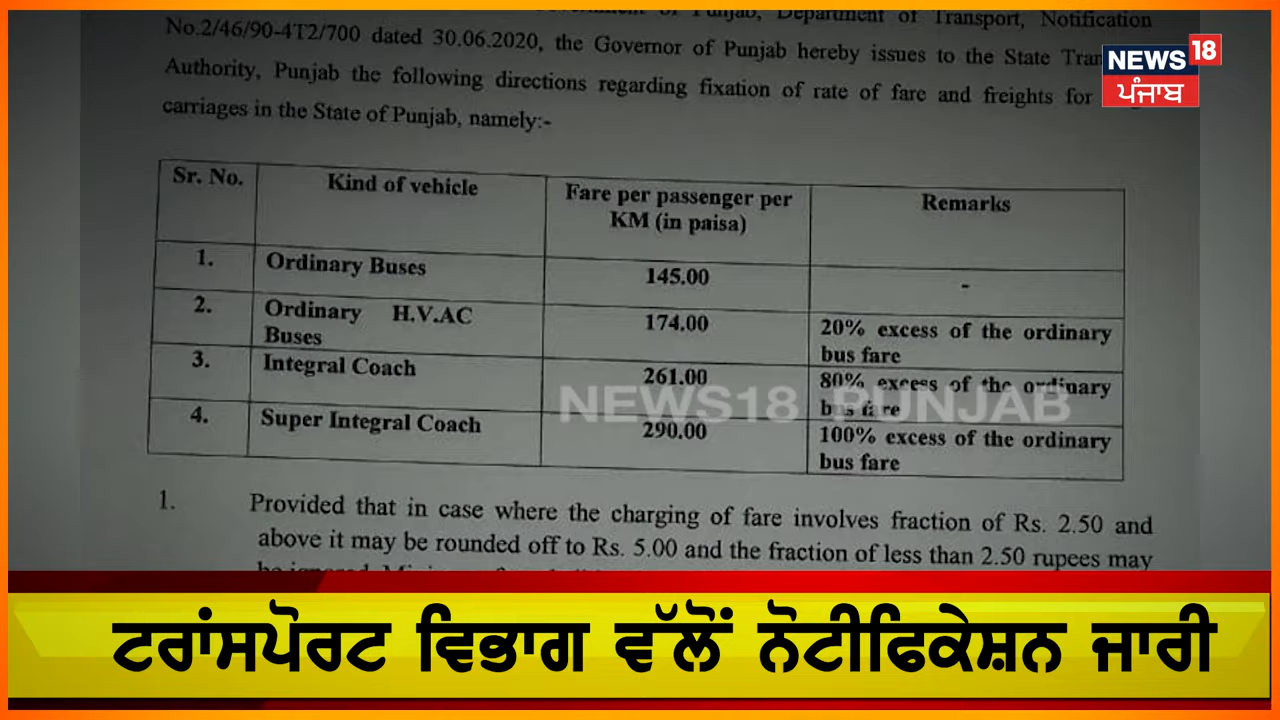 Punjab, Department of Transport, Notification
No.2/46/90-4T2/700 dated 30.06.2020, the Governor of Punjab hereby issues to the State
Authority, Punjab the following directions regarding fixation of rate of fare and freights for
carriages in the State of Punjab, namely:-
NEWS 18
ਪੰਜਾਬ
Sr. No. Kind of vehicle Fare per passenger per KM (in paisa) Remarks
1. Ordinary Buses 145.00 -
2. Ordinary H.V.AC Buses 174.00 20% excess of the ordinary bus fare
3. Integral Coach 261.00 80% excess of the ordinary bus fare
4. Super Integral Coach 290.00 100% excess of the ordinary bus fare
NEWS18 PUNJAB
1. Provided that in case where the charging of fare involves fraction of Rs. 2.50 and
above it may be rounded off to Rs. 5.00 and the fraction of less than 2.50 rupees may
ਟਰਾਂਸਪੋਰਟ ਵਿਭਾਗ ਵੱਲੋਂ ਨੋਟੀਫਿਕੇਸ਼ਨ ਜਾਰੀ